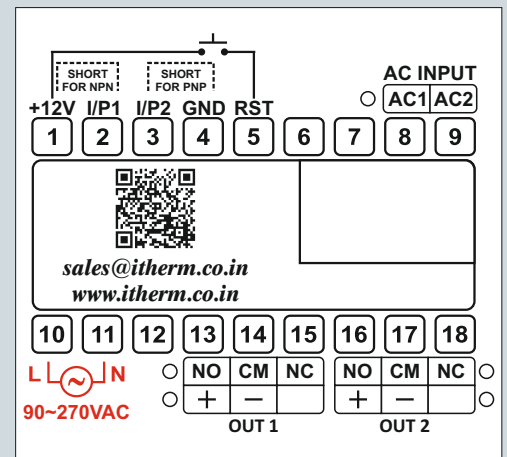 SHORT FOR NPN
SHORT FOR PNP
AC INPUT
+12V I/P1 I/P2 GND RST AC1 AC2
1 2 3 4 5 6 7 8 9
sales@itherm.co.in
www.itherm.co.in
10 11 12 13 14 15 16 17 18
L ~ N NO CM NC NO CM NC
+ − + −
90~270VAC
OUT 1 OUT 2